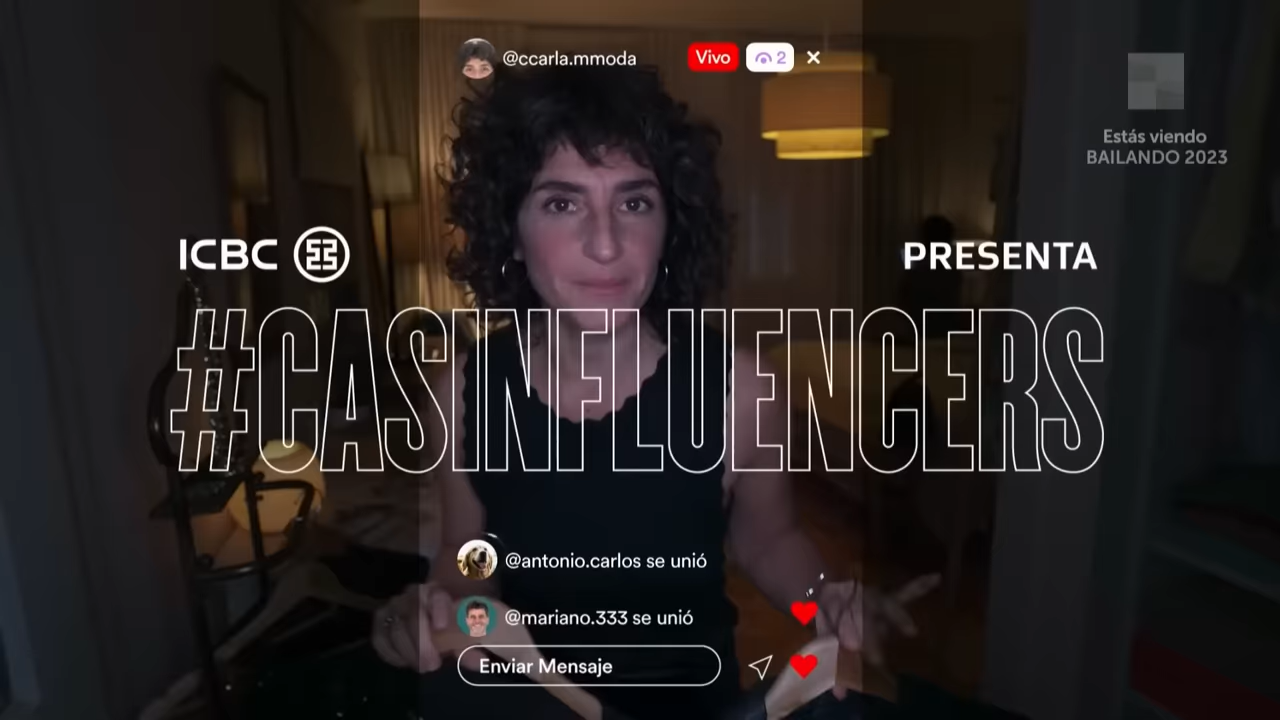 @ccarla.mmoda
Vivo
2
Estás viendo
BAILANDO 2023
ICBC
PRESENTA
#CASINFLUENCERS
@antonio.carlos se unió
@mariano.333 se unió
Enviar Mensaje